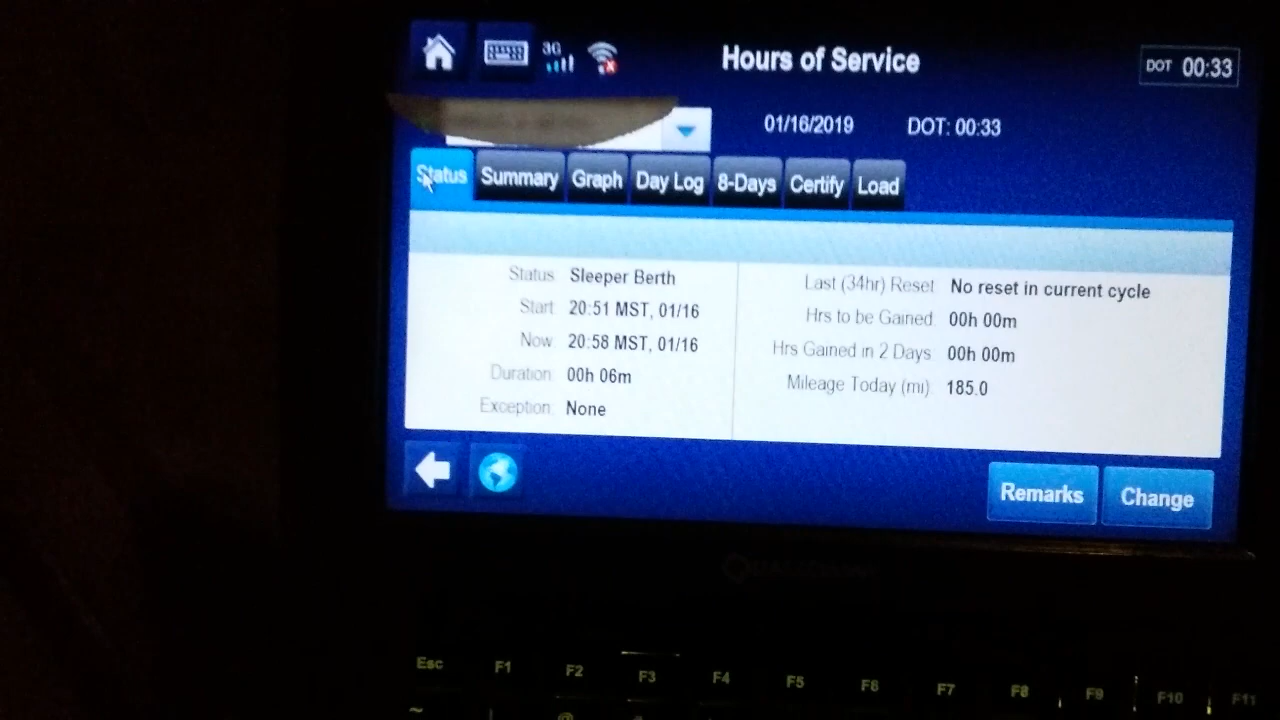 3G
Hours of Service
DOT 00:33
01/16/2019 DOT: 00:33
Status Summary Graph Day Log 8-Days Certify Load
Status: Sleeper Berth
Start: 20:51 MST, 01/16
Now: 20:58 MST, 01/16
Duration: 00h 06m
Exception: None
Last (34hr) Reset: No reset in current cycle
Hrs to be Gained: 00h 00m
Hrs Gained in 2 Days: 00h 00m
Mileage Today (mi): 185.0
Remarks Change
Esc F1 F2 F3 F4 F5 F6 F7 F8 F9 F10 F11
~ @